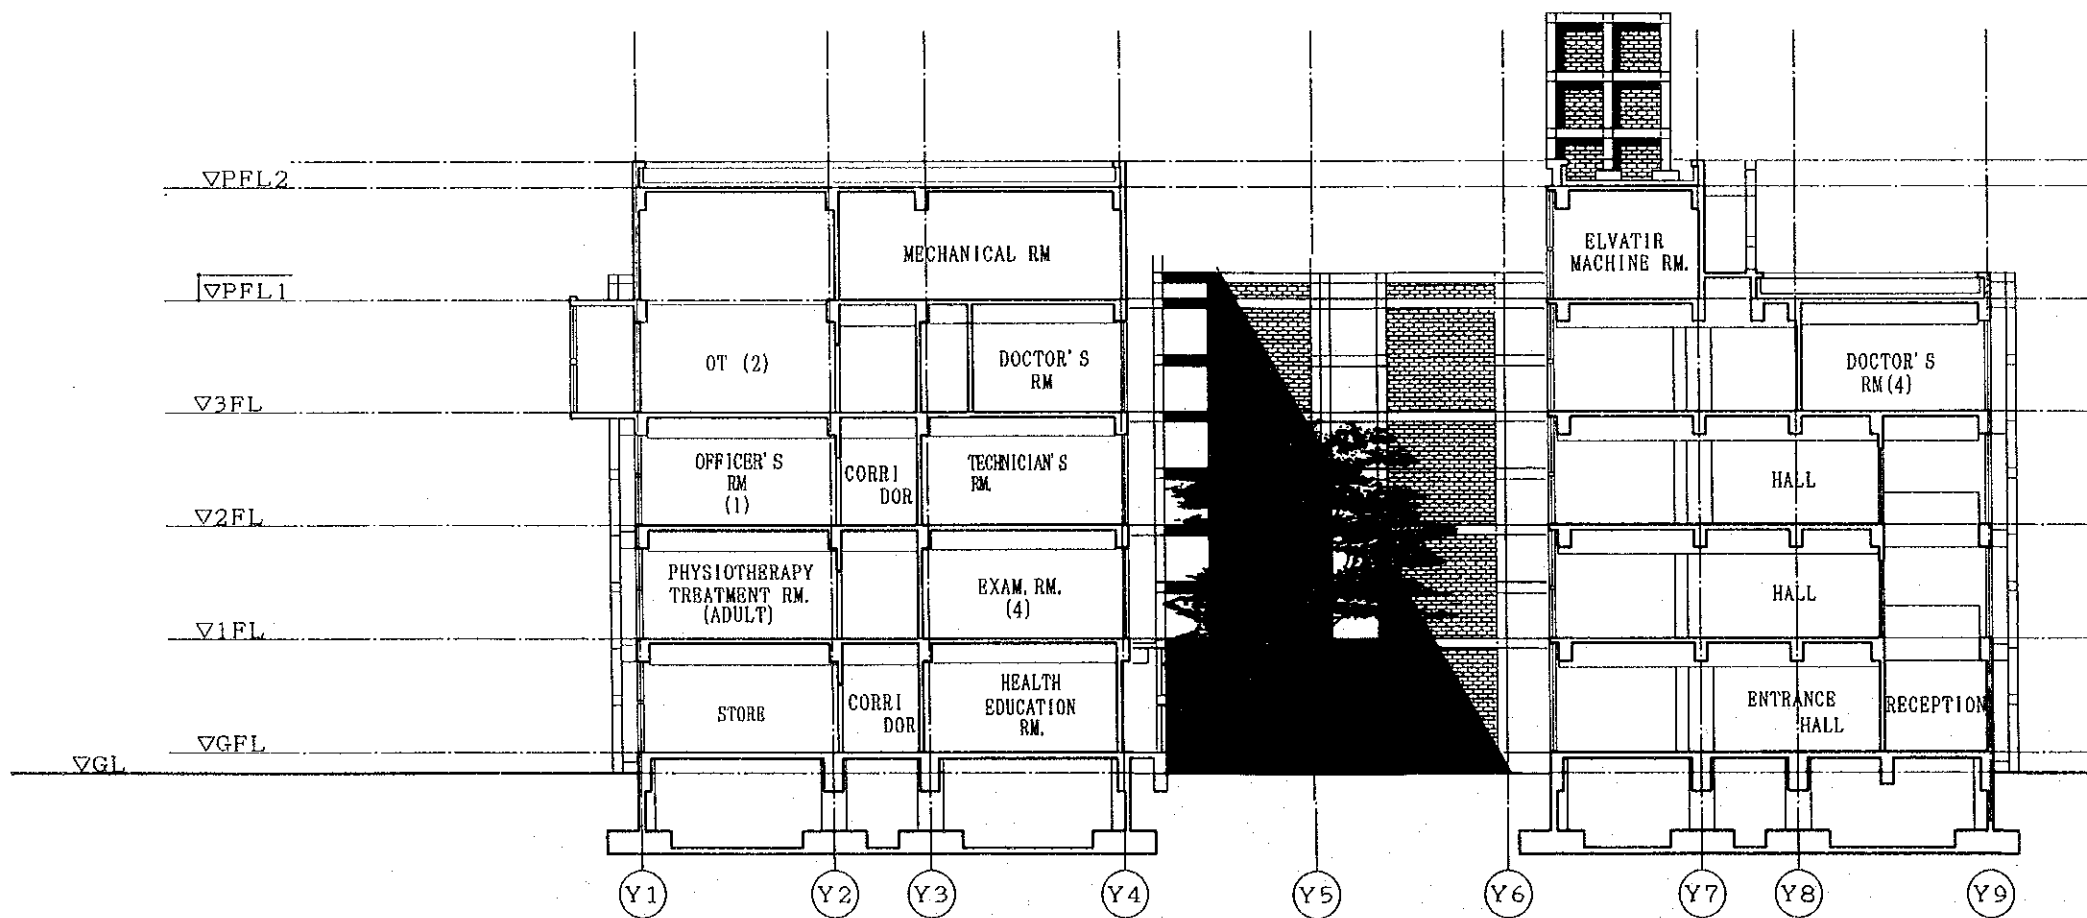 ▽PFL2
MECHANICAL RM
ELVATIR
MACHINE RM.
▽PFL1
OT (2)
DOCTOR'S
RM
DOCTOR'S
RM(4)
▽3FL
OFFICER'S
RM
(1)
CORRI
DOR
TECHNICIAN'S
RM.
HALL
▽2FL
PHYSIOTHERAPY
TREATMENT RM.
(ADULT)
EXAM. RM.
(4)
HALL
▽1FL
STORE
CORRI
DOR
HEALTH
EDUCATION
RM.
ENTRANCE
HALL
RECEPTION
▽GFL
▽GL
Y1
Y2
Y3
Y4
Y5
Y6
Y7
Y8
Y9